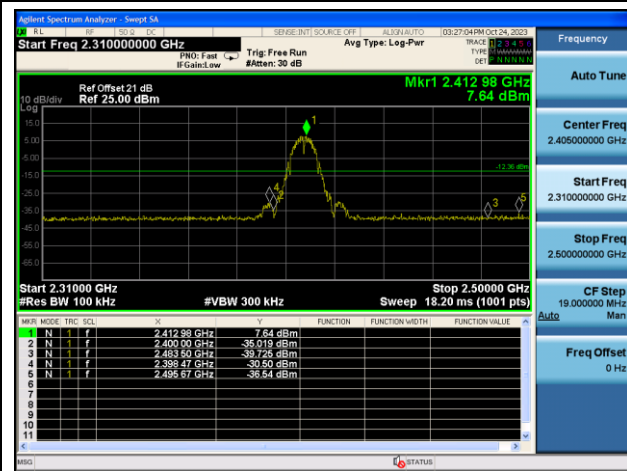 Agilent Spectrum Analyzer - Swept SA
RL RF 50 Ω DC SENSE:INT SOURCE OFF ALIGN AUTO 03:27:04 PM Oct 24, 2023
Start Freq 2.310000000 GHz
PNO: Fast
IFGain:Low
Trig: Free Run
#Atten: 30 dB
Avg Type: Log-Pwr
TRACE 1 2 3 4 5 6
TYPE M
DET P N N N N N
Ref Offset 21 dB
10 dB/div Ref 25.00 dBm
Log
Mkr1 2.412 98 GHz
7.64 dBm
15.0
5.00
-5.00
-15.0
-25.0
-35.0
-45.0
-55.0
-65.0
1
-12.36 dBm
4
2
3
5
Start 2.31000 GHz Stop 2.50000 GHz
#Res BW 100 kHz #VBW 300 kHz Sweep 18.20 ms (1001 pts)
MKR MODE TRC SCL X Y FUNCTION FUNCTION WIDTH FUNCTION VALUE
1 N 1 f 2.412 98 GHz 7.64 dBm
2 N 1 f 2.400 00 GHz -35.019 dBm
3 N 1 f 2.483 50 GHz -39.725 dBm
4 N 1 f 2.398 47 GHz -30.50 dBm
5 N 1 f 2.495 67 GHz -36.54 dBm
6
7
8
9
10
11
MSG STATUS
Frequency
Auto Tune
Center Freq
2.405000000 GHz
Start Freq
2.310000000 GHz
Stop Freq
2.500000000 GHz
CF Step
19.000000 MHz
Auto Man
Freq Offset
0 Hz